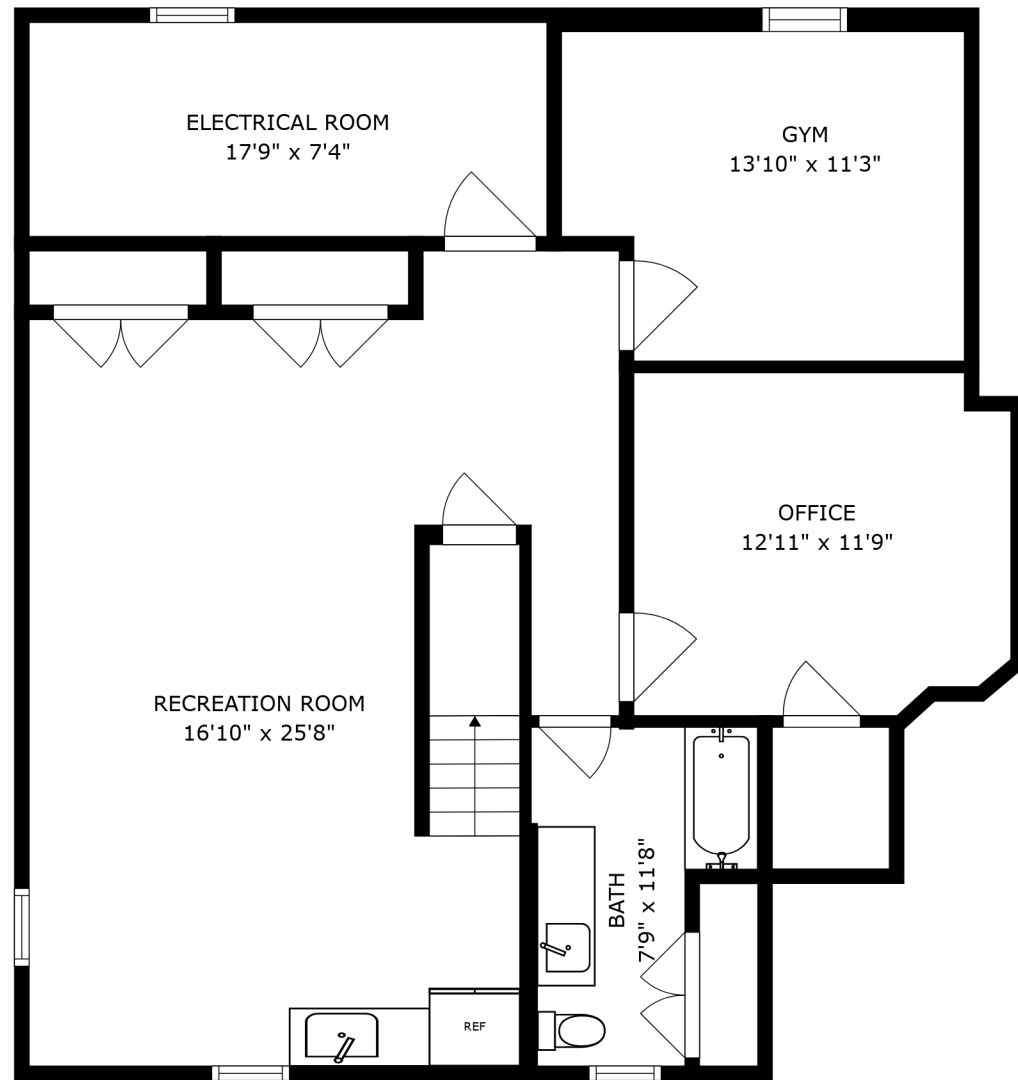 ELECTRICAL ROOM
17'9" x 7'4"
GYM
13'10" x 11'3"
OFFICE
12'11" x 11'9"
RECREATION ROOM
16'10" x 25'8"
BATH
7'9" x 11'8"
REF